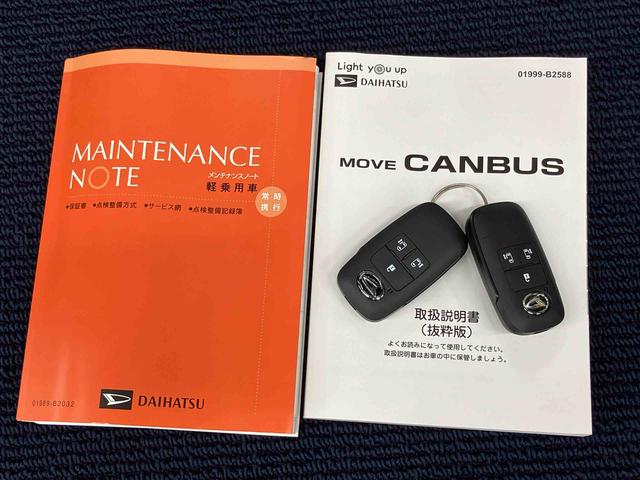 MAINTENANCE
NOTE
メンテナンスノート
軽乗用車
常時
携行
•保証書 •点検整備方式 •サービス網 •点検整備記録簿
01989-B2032
DAIHATSU
Light you up
DAIHATSU
01999-B2588
MOVE CANBUS
取扱説明書
（抜粋版）
よくお読みになって使用してください。
取扱説明書はお車の中に保管しましょう。